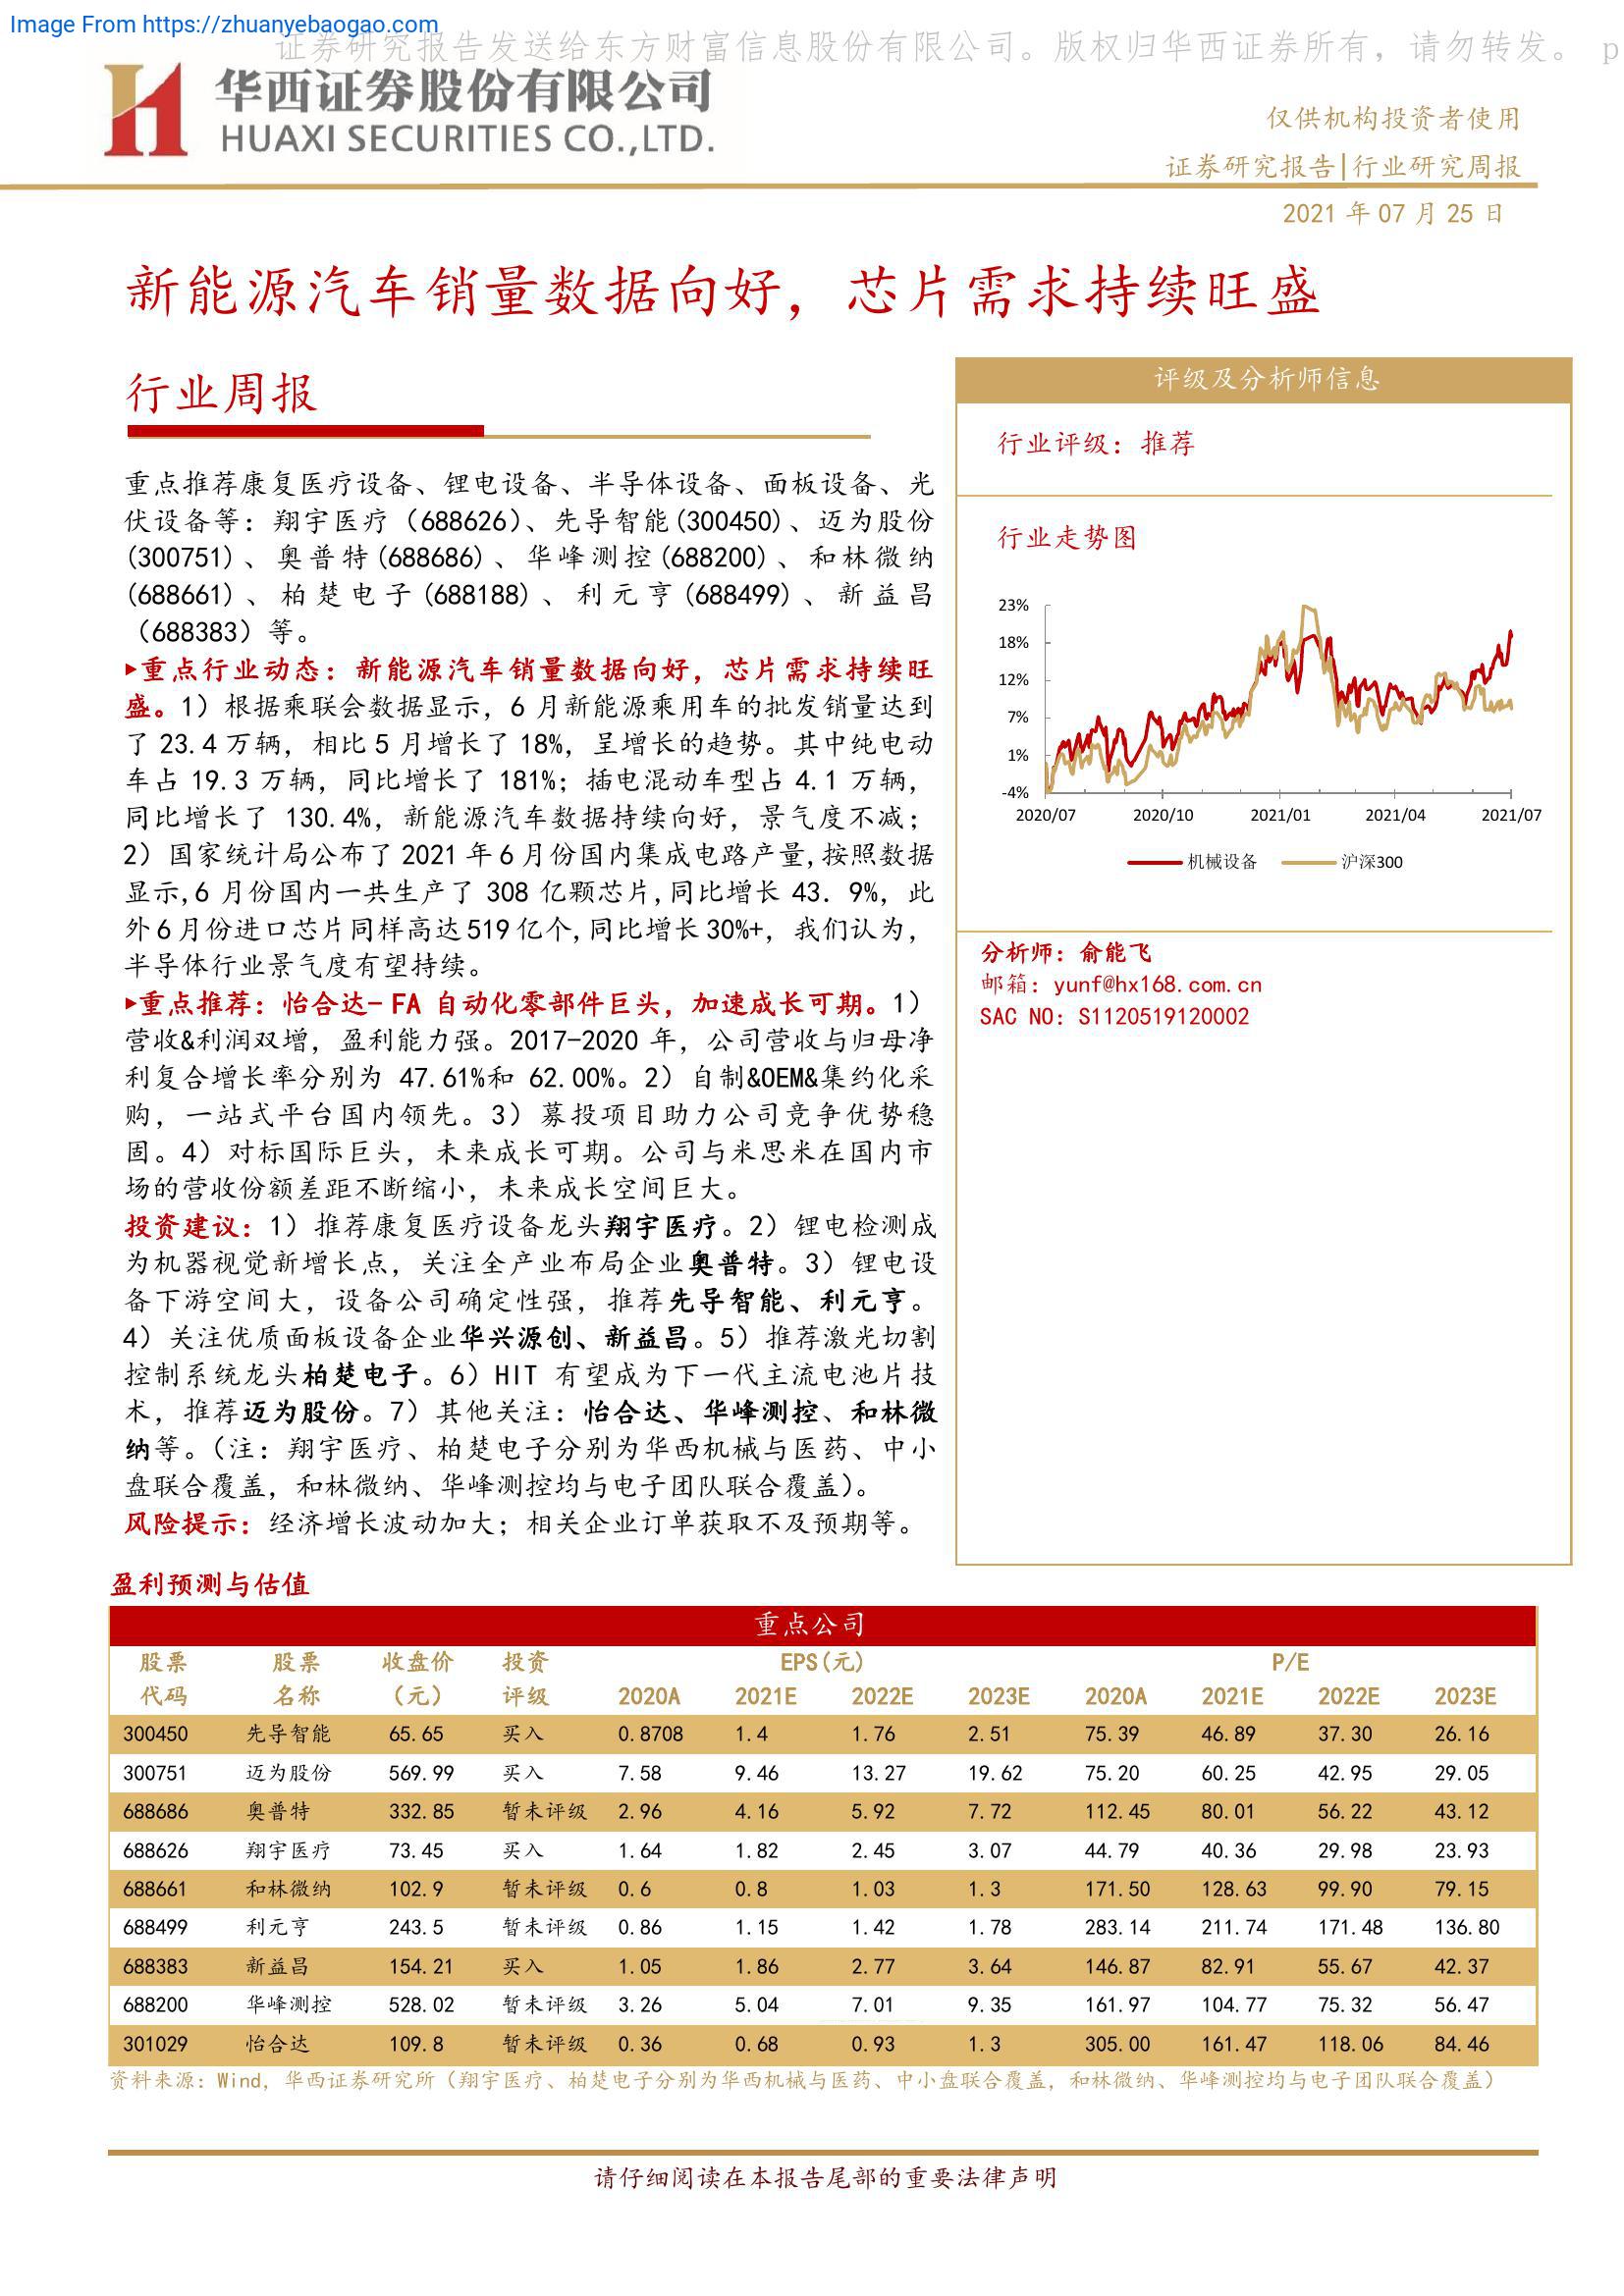 Image From https://zhuanyebaogao.com
证券研究报告发送给东方财富信息股份有限公司。版权归华西证券所有，请勿转发。 p
华西证券股份有限公司
HUAXI SECURITIES CO.,LTD.
仅供机构投资者使用
证券研究报告|行业研究周报
2021 年 07 月 25 日
新能源汽车销量数据向好，芯片需求持续旺盛
行业周报
重点推荐康复医疗设备、锂电设备、半导体设备、面板设备、光
伏设备等：翔宇医疗（688626）、先导智能(300450)、迈为股份
(300751)、奥普特(688686)、华峰测控(688200)、和林微纳
(688661)、柏楚电子(688188)、利元亨(688499)、新益昌
（688383）等。
▸重点行业动态：新能源汽车销量数据向好，芯片需求持续旺
盛。1）根据乘联会数据显示，6 月新能源乘用车的批发销量达到
了 23.4 万辆，相比 5 月增长了 18%，呈增长的趋势。其中纯电动
车占 19.3 万辆，同比增长了 181%；插电混动车型占 4.1 万辆，
同比增长了 130.4%，新能源汽车数据持续向好，景气度不减；
2）国家统计局公布了 2021 年 6 月份国内集成电路产量,按照数据
显示,6 月份国内一共生产了 308 亿颗芯片,同比增长 43. 9%，此
外 6 月份进口芯片同样高达 519 亿个,同比增长 30%+，我们认为，
半导体行业景气度有望持续。
▸重点推荐：怡合达- FA 自动化零部件巨头，加速成长可期。1）
营收&利润双增，盈利能力强。2017-2020 年，公司营收与归母净
利复合增长率分别为 47.61%和 62.00%。2）自制&OEM&集约化采
购，一站式平台国内领先。3）募投项目助力公司竞争优势稳
固。4）对标国际巨头，未来成长可期。公司与米思米在国内市
场的营收份额差距不断缩小，未来成长空间巨大。
投资建议：1）推荐康复医疗设备龙头翔宇医疗。2）锂电检测成
为机器视觉新增长点，关注全产业布局企业奥普特。3）锂电设
备下游空间大，设备公司确定性强，推荐先导智能、利元亨。
4）关注优质面板设备企业华兴源创、新益昌。5）推荐激光切割
控制系统龙头柏楚电子。6）HIT 有望成为下一代主流电池片技
术，推荐迈为股份。7）其他关注：怡合达、华峰测控、和林微
纳等。（注：翔宇医疗、柏楚电子分别为华西机械与医药、中小
盘联合覆盖，和林微纳、华峰测控均与电子团队联合覆盖）。
风险提示：经济增长波动加大；相关企业订单获取不及预期等。
评级及分析师信息
行业评级：推荐
行业走势图
23%
18%
12%
7%
1%
-4%
2020/07 2020/10 2021/01 2021/04 2021/07
机械设备 沪深300
分析师：俞能飞
邮箱：yunf@hx168.com.cn
SAC NO：S1120519120002
盈利预测与估值
重点公司
股票 股票 收盘价 投资 EPS(元) P/E
代码 名称 （元） 评级 2020A 2021E 2022E 2023E 2020A 2021E 2022E 2023E
300450 先导智能 65.65 买入 0.8708 1.4 1.76 2.51 75.39 46.89 37.30 26.16
300751 迈为股份 569.99 买入 7.58 9.46 13.27 19.62 75.20 60.25 42.95 29.05
688686 奥普特 332.85 暂未评级 2.96 4.16 5.92 7.72 112.45 80.01 56.22 43.12
688626 翔宇医疗 73.45 买入 1.64 1.82 2.45 3.07 44.79 40.36 29.98 23.93
688661 和林微纳 102.9 暂未评级 0.6 0.8 1.03 1.3 171.50 128.63 99.90 79.15
688499 利元亨 243.5 暂未评级 0.86 1.15 1.42 1.78 283.14 211.74 171.48 136.80
688383 新益昌 154.21 买入 1.05 1.86 2.77 3.64 146.87 82.91 55.67 42.37
688200 华峰测控 528.02 暂未评级 3.26 5.04 7.01 9.35 161.97 104.77 75.32 56.47
301029 怡合达 109.8 暂未评级 0.36 0.68 0.93 1.3 305.00 161.47 118.06 84.46
资料来源：Wind，华西证券研究所（翔宇医疗、柏楚电子分别为华西机械与医药、中小盘联合覆盖，和林微纳、华峰测控均与电子团队联合覆盖）
请仔细阅读在本报告尾部的重要法律声明